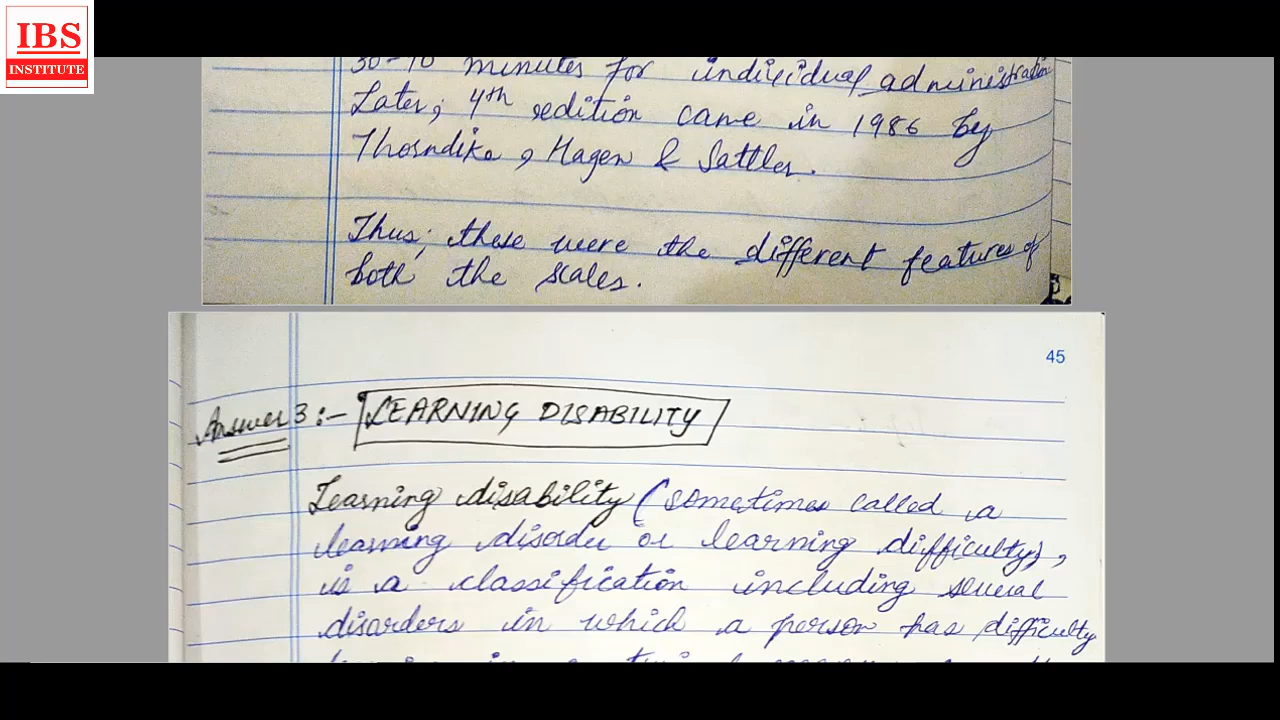 IBS
INSTITUTE
minutes for individual administration
Later, 4th edition came in 1986 by
Thorndike, Hagen & Sattler.
Thus, these were the different features of
both the scales.
45
Answer 3 :- LEARNING DISABILITY
Learning disability (sometimes called a
learning disorder or learning difficulty),
is a classification including several
disorders in which a person has difficulty